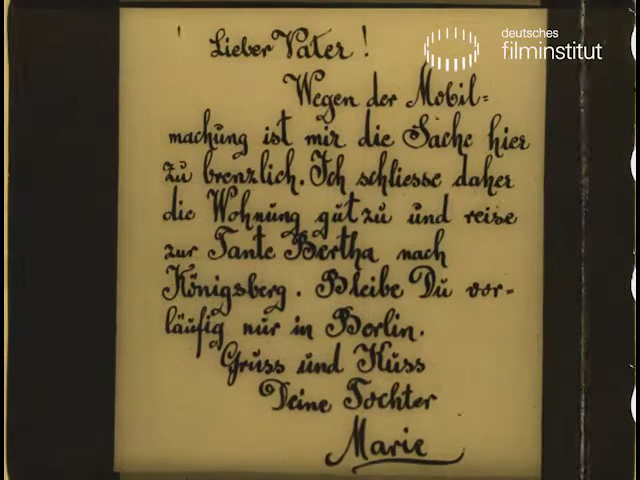 deutsches
filminstitut
Lieber Vater!
Wegen der Mobil=
machung ist mir die Sache hier
zu brenzlich. Ich schliesse daher
die Wohnung gut zu und reise
zur Tante Bertha nach
Königsberg. Bleibe Du vor=
läufig nur in Berlin.
Gruss und Kuss
Deine Tochter
Marie